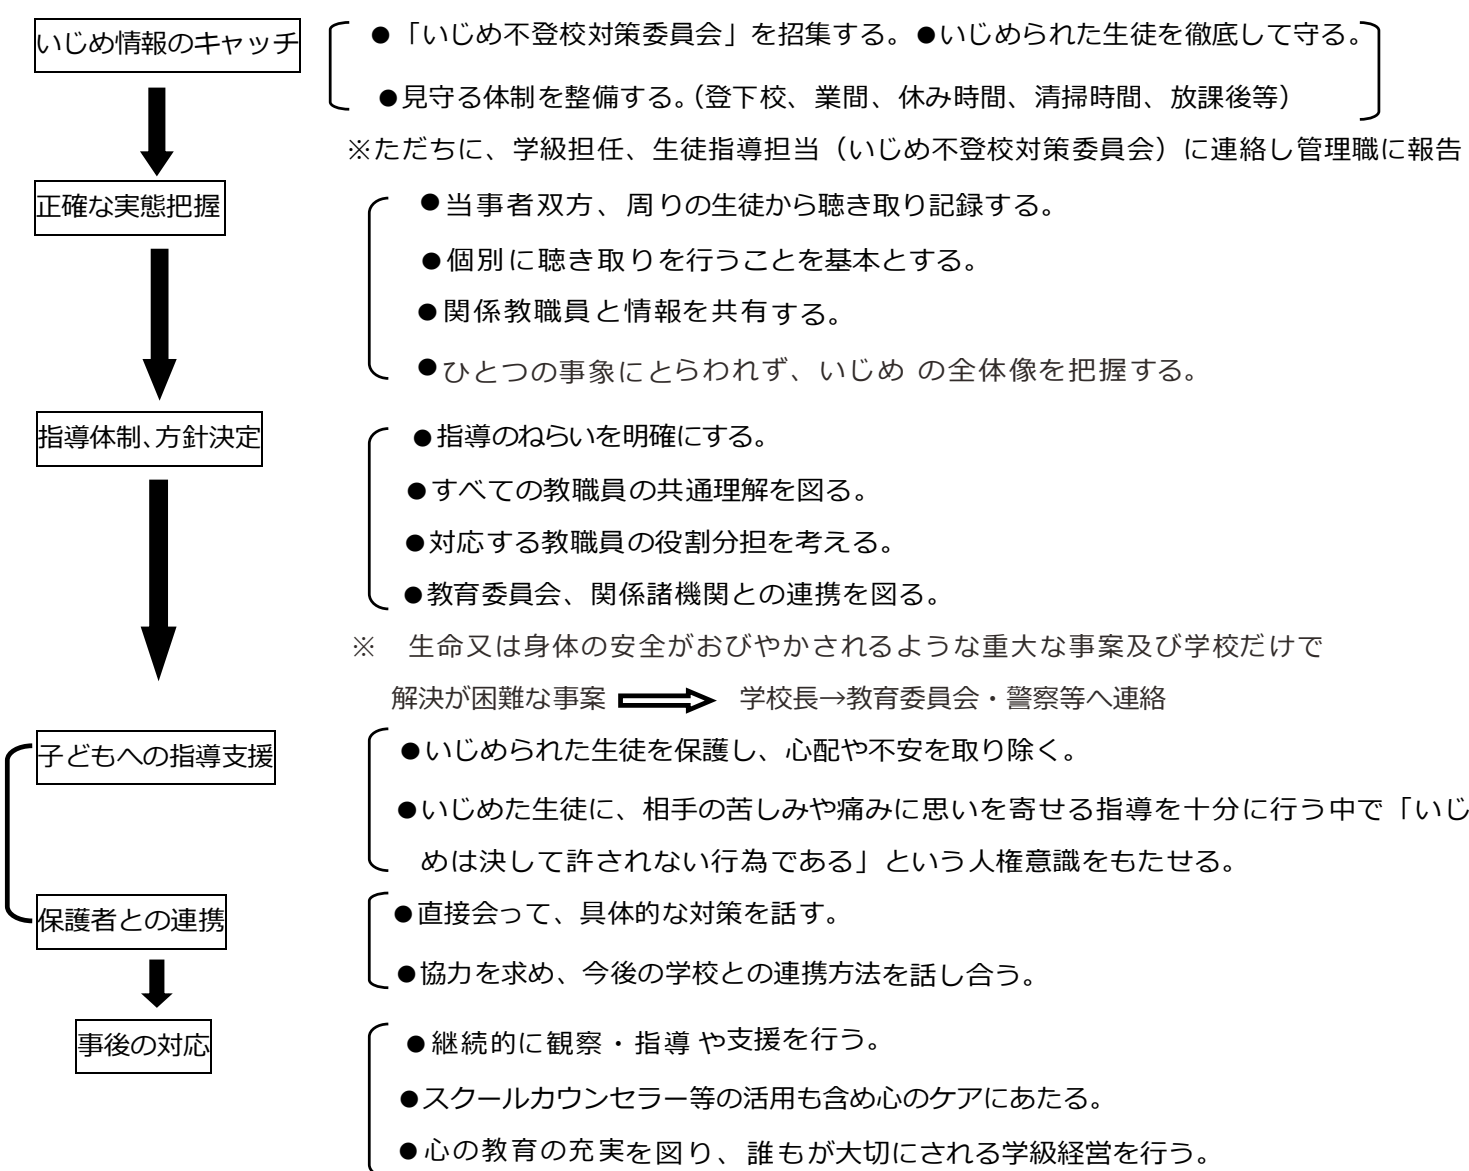 いじめ情報のキャッチ
●「いじめ不登校対策委員会」を招集する。●いじめられた生徒を徹底して守る。
●見守る体制を整備する。（登下校、業間、休み時間、清掃時間、放課後等）
※ただちに、学級担任、生徒指導担当（いじめ不登校対策委員会）に連絡し管理職に報告
正確な実態把握
●当事者双方、周りの生徒から聴き取り記録する。
●個別に聴き取りを行うことを基本とする。
●関係教職員と情報を共有する。
●ひとつの事象にとらわれず、いじめ の全体像を把握する。
指導体制、方針決定
●指導のねらいを明確にする。
●すべての教職員の共通理解を図る。
●対応する教職員の役割分担を考える。
●教育委員会、関係諸機関との連携を図る。
※　生命又は身体の安全がおびやかされるような重大な事案及び学校だけで
解決が困難な事案 学校長→教育委員会・警察等へ連絡
子どもへの指導支援
●いじめられた生徒を保護し、心配や不安を取り除く。
●いじめた生徒に、相手の苦しみや痛みに思いを寄せる指導を十分に行う中で「いじ
めは決して許されない行為である」という人権意識をもたせる。
保護者との連携
●直接会って、具体的な対策を話す。
●協力を求め、今後の学校との連携方法を話し合う。
事後の対応
●継続的に観察・指導 や支援を行う。
●スクールカウンセラー等の活用も含め心のケアにあたる。
●心の教育の充実を図り、誰もが大切にされる学級経営を行う。